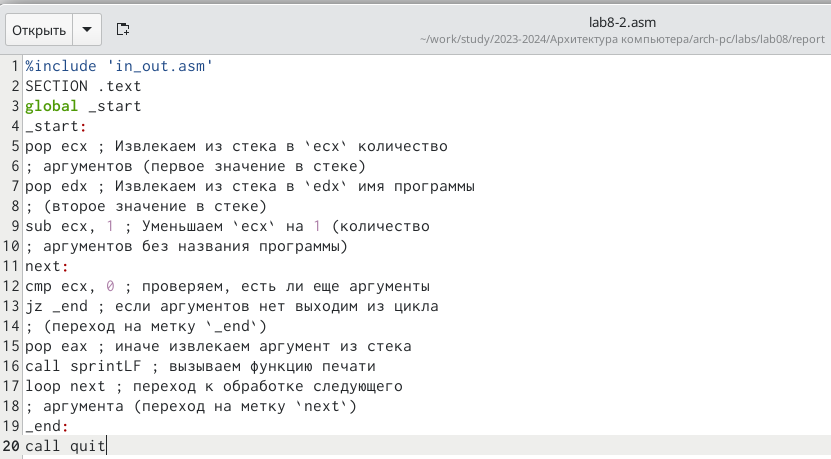 Открыть
lab8-2.asm
~/work/study/2023-2024/Архитектура компьютера/arch-pc/labs/lab08/report
1 %include 'in_out.asm'
2 SECTION .text
3 global _start
4 _start:
5 pop ecx ; Извлекаем из стека в `ecx` количество
6 ; аргументов (первое значение в стеке)
7 pop edx ; Извлекаем из стека в `edx` имя программы
8 ; (второе значение в стеке)
9 sub ecx, 1 ; Уменьшаем `ecx` на 1 (количество
10 ; аргументов без названия программы)
11 next:
12 cmp ecx, 0 ; проверяем, есть ли еще аргументы
13 jz _end ; если аргументов нет выходим из цикла
14 ; (переход на метку `_end`)
15 pop eax ; иначе извлекаем аргумент из стека
16 call sprintLF ; вызываем функцию печати
17 loop next ; переход к обработке следующего
18 ; аргумента (переход на метку `next`)
19 _end:
20 call quit